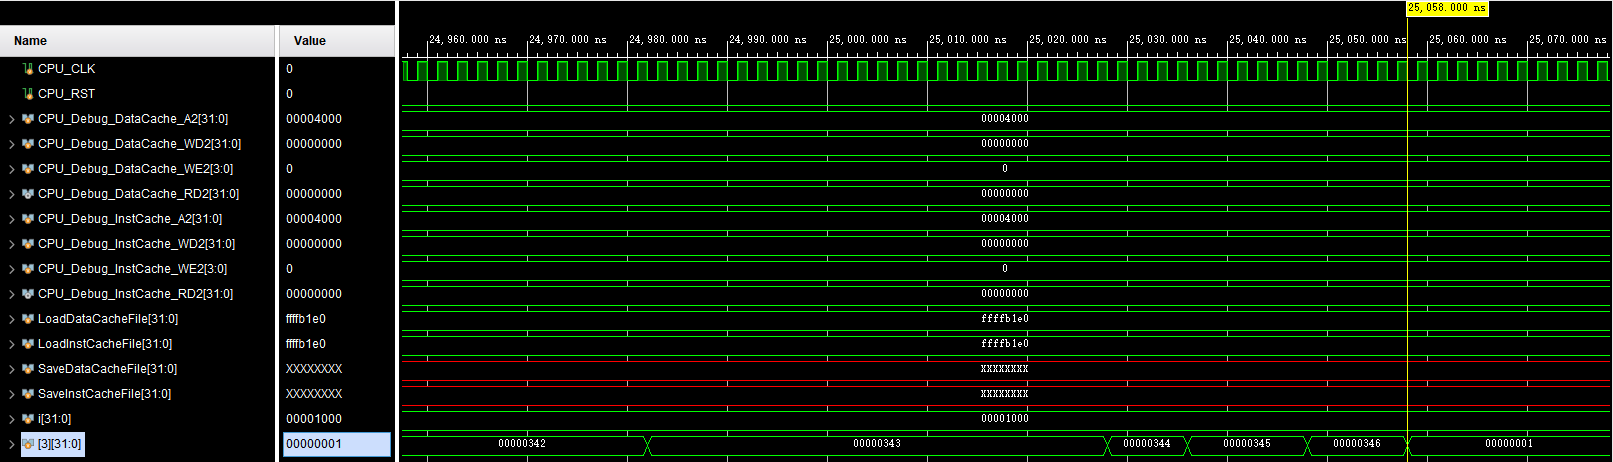 25,058.000 ns
Name Value 24,960.000 ns 24,970.000 ns 24,980.000 ns 24,990.000 ns 25,000.000 ns 25,010.000 ns 25,020.000 ns 25,030.000 ns 25,040.000 ns 25,050.000 ns 25,060.000 ns 25,070.000 ns
CPU_CLK 0
CPU_RST 0
CPU_Debug_DataCache_A2[31:0] 00004000 00004000
CPU_Debug_DataCache_WD2[31:0] 00000000 00000000
CPU_Debug_DataCache_WE2[3:0] 0 0
CPU_Debug_DataCache_RD2[31:0] 00000000 00000000
CPU_Debug_InstCache_A2[31:0] 00004000 00004000
CPU_Debug_InstCache_WD2[31:0] 00000000 00000000
CPU_Debug_InstCache_WE2[3:0] 0 0
CPU_Debug_InstCache_RD2[31:0] 00000000 00000000
LoadDataCacheFile[31:0] ffffb1e0 ffffb1e0
LoadInstCacheFile[31:0] ffffb1e0 ffffb1e0
SaveDataCacheFile[31:0] XXXXXXXX XXXXXXXX
SaveInstCacheFile[31:0] XXXXXXXX XXXXXXXX
i[31:0] 00001000 00001000
[3][31:0] 00000001 00000342 00000343 00000344 00000345 00000346 00000001